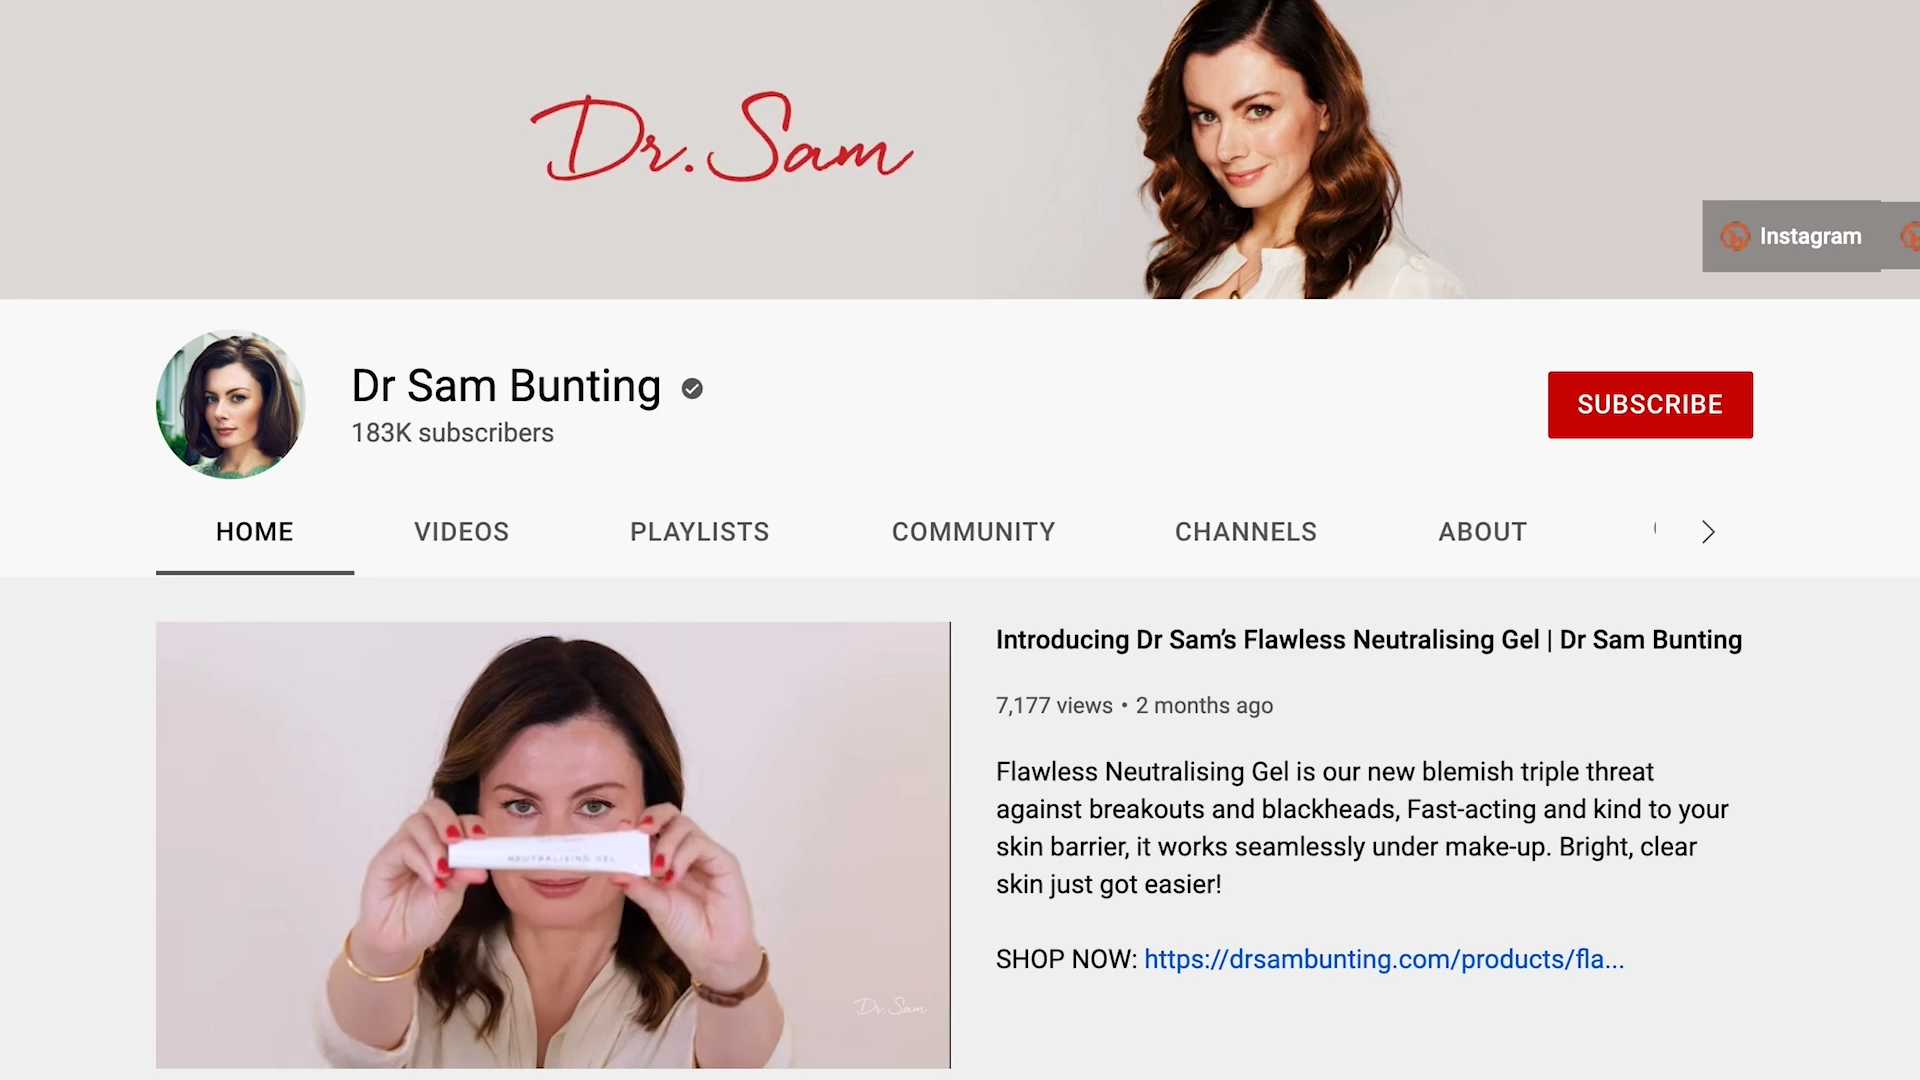 Dr. Sam
Instagram
Dr Sam Bunting
183K subscribers
SUBSCRIBE
HOME
VIDEOS
PLAYLISTS
COMMUNITY
CHANNELS
ABOUT
Introducing Dr Sam's Flawless Neutralising Gel | Dr Sam Bunting
7,177 views • 2 months ago
Flawless Neutralising Gel is our new blemish triple threat
against breakouts and blackheads, Fast-acting and kind to your
skin barrier, it works seamlessly under make-up. Bright, clear
skin just got easier!
SHOP NOW: https://drsambunting.com/products/fla...
NEUTRALISING GEL
Dr. Sam